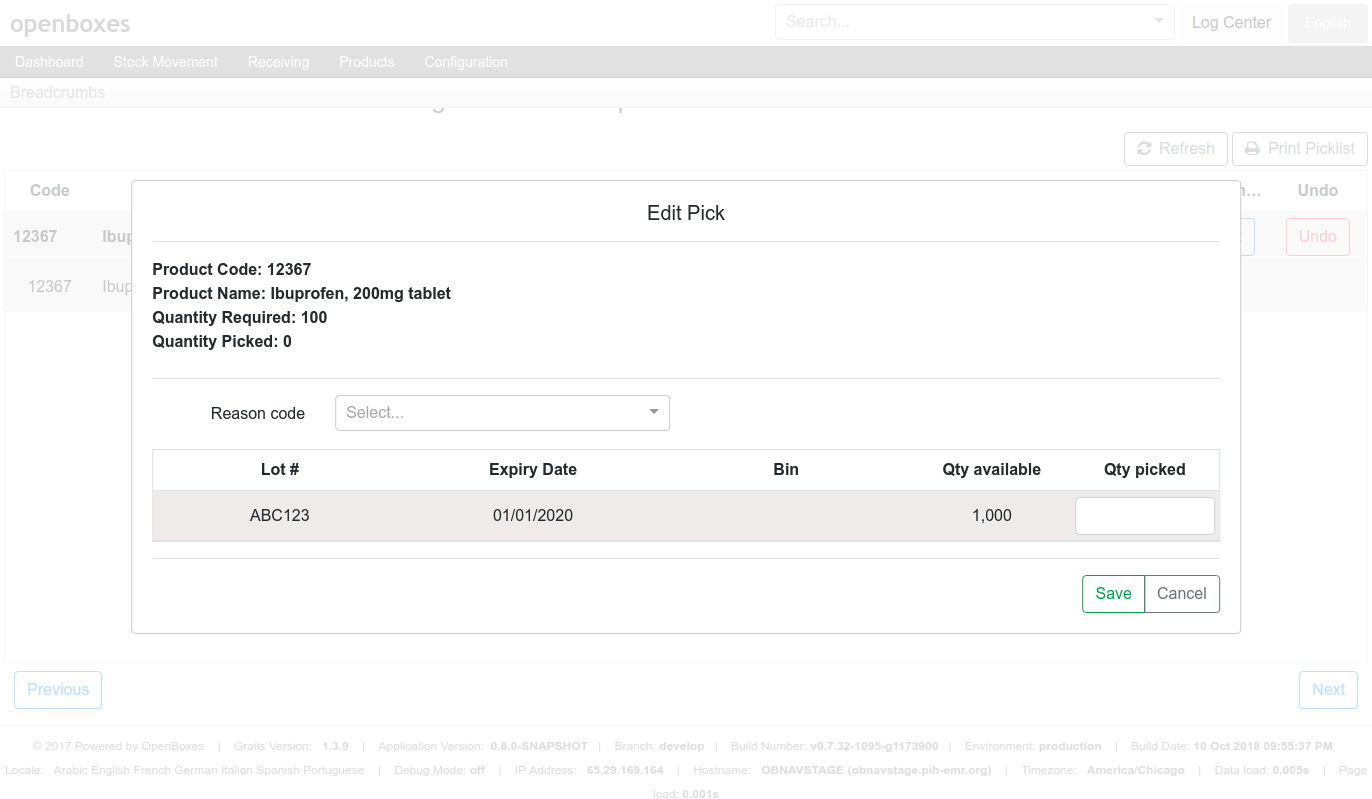 openboxes
Search...
Log Center
English
Dashboard Stock Movement Receiving Products Configuration
Breadcrumbs
Refresh Print Picklist
Code Undo
12367 Ibup Undo
12367 Ibup
Edit Pick
Product Code: 12367
Product Name: Ibuprofen, 200mg tablet
Quantity Required: 100
Quantity Picked: 0
Reason code Select...
Lot # Expiry Date Bin Qty available Qty picked
ABC123 01/01/2020 1,000
Save Cancel
Previous Next
© 2017 Powered by OpenBoxes | Grails Version: 1.3.9 | Application Version: 0.8.0-SNAPSHOT | Branch: develop | Build Number: v0.7.32-1095-g1173900 | Environment: production | Build Date: 10 Oct 2018 09:55:37 PM
Locale: Arabic English French German Italian Spanish Portuguese | Debug Mode: off | IP Address: 65.29.169.164 | Hostname: OBNAVSTAGE (obnavstage.pih-emr.org) | Timezone: America/Chicago | Data load: 0.005s | Page
load: 0.001s